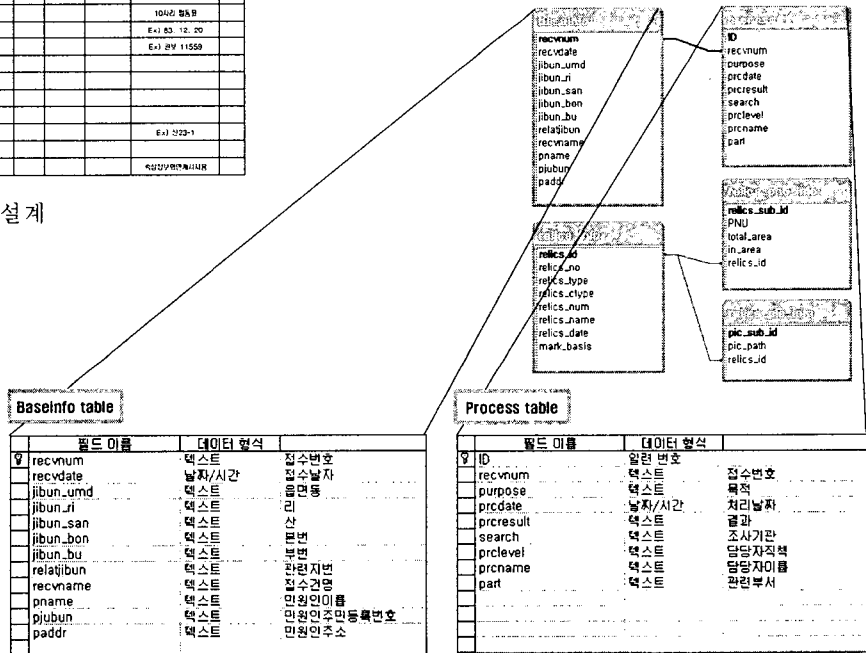 Ex) 83. 12. 20
Ex) 관부 11559
Ex) 산23-1
설계
recvnum
recvdate
jibun_umd
jibun_ri
jibun_san
jibun_bon
jibun_bu
relatjibun
recvname
pname
pjubun
paddr
ID
recvnum
purpose
prcdate
prcresult
search
prclevel
prcname
part
relics_id
relics_no
relics_type
relics_ctype
relics_num
relics_name
relics_date
mark_basis
relics_sub_id
PNU
total_area
in_area
relics_id
pic_sub_id
pic_path
relics_id
BaseInfo table
필드 이름 데이터 형식
recvnum 텍스트 접수번호
recvdate 날짜/시간 접수날자
jibun_umd 텍스트 읍면동
jibun_ri 텍스트 리
jibun_san 텍스트 산
jibun_bon 텍스트 본번
jibun_bu 텍스트 부번
relatjibun 텍스트 관련지번
recvname 텍스트 접수건명
pname 텍스트 민원인이름
pjubun 텍스트 민원인주민등록번호
paddr 텍스트 민원인주소
Process table
필드 이름 데이터 형식
ID 일련 번호
recvnum 텍스트 접수번호
purpose 텍스트 목적
prcdate 날짜/시간 처리날짜
prcresult 텍스트 결과
search 텍스트 조사기관
prclevel 텍스트 담당자직책
prcname 텍스트 담당자이름
part 텍스트 관련부서